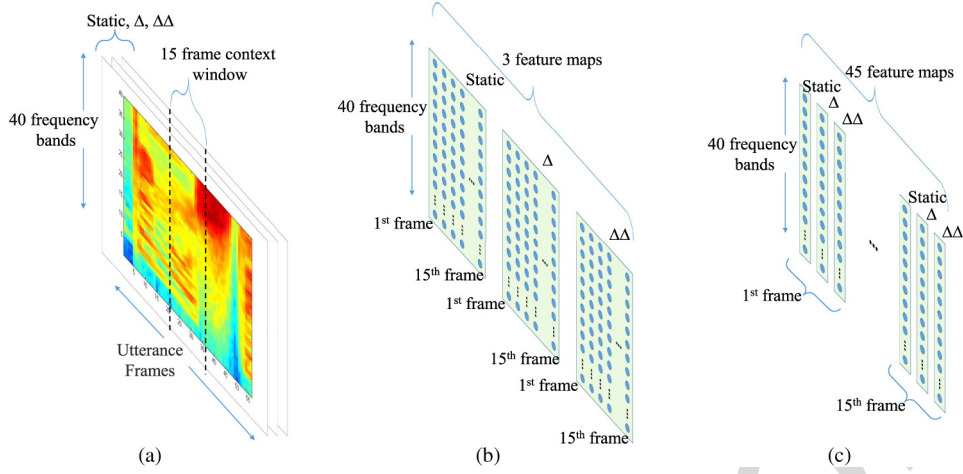 Static, Δ, ΔΔ
15 frame context
window
40 frequency
bands
Utterance
Frames
(a)
3 feature maps
Static
40 frequency
bands
Δ
1st frame
ΔΔ
15th frame
1st frame
15th frame
1st frame
15th frame
(b)
45 feature maps
Static
Δ
ΔΔ
40 frequency
bands
Static
Δ
ΔΔ
1st frame
15th frame
(c)